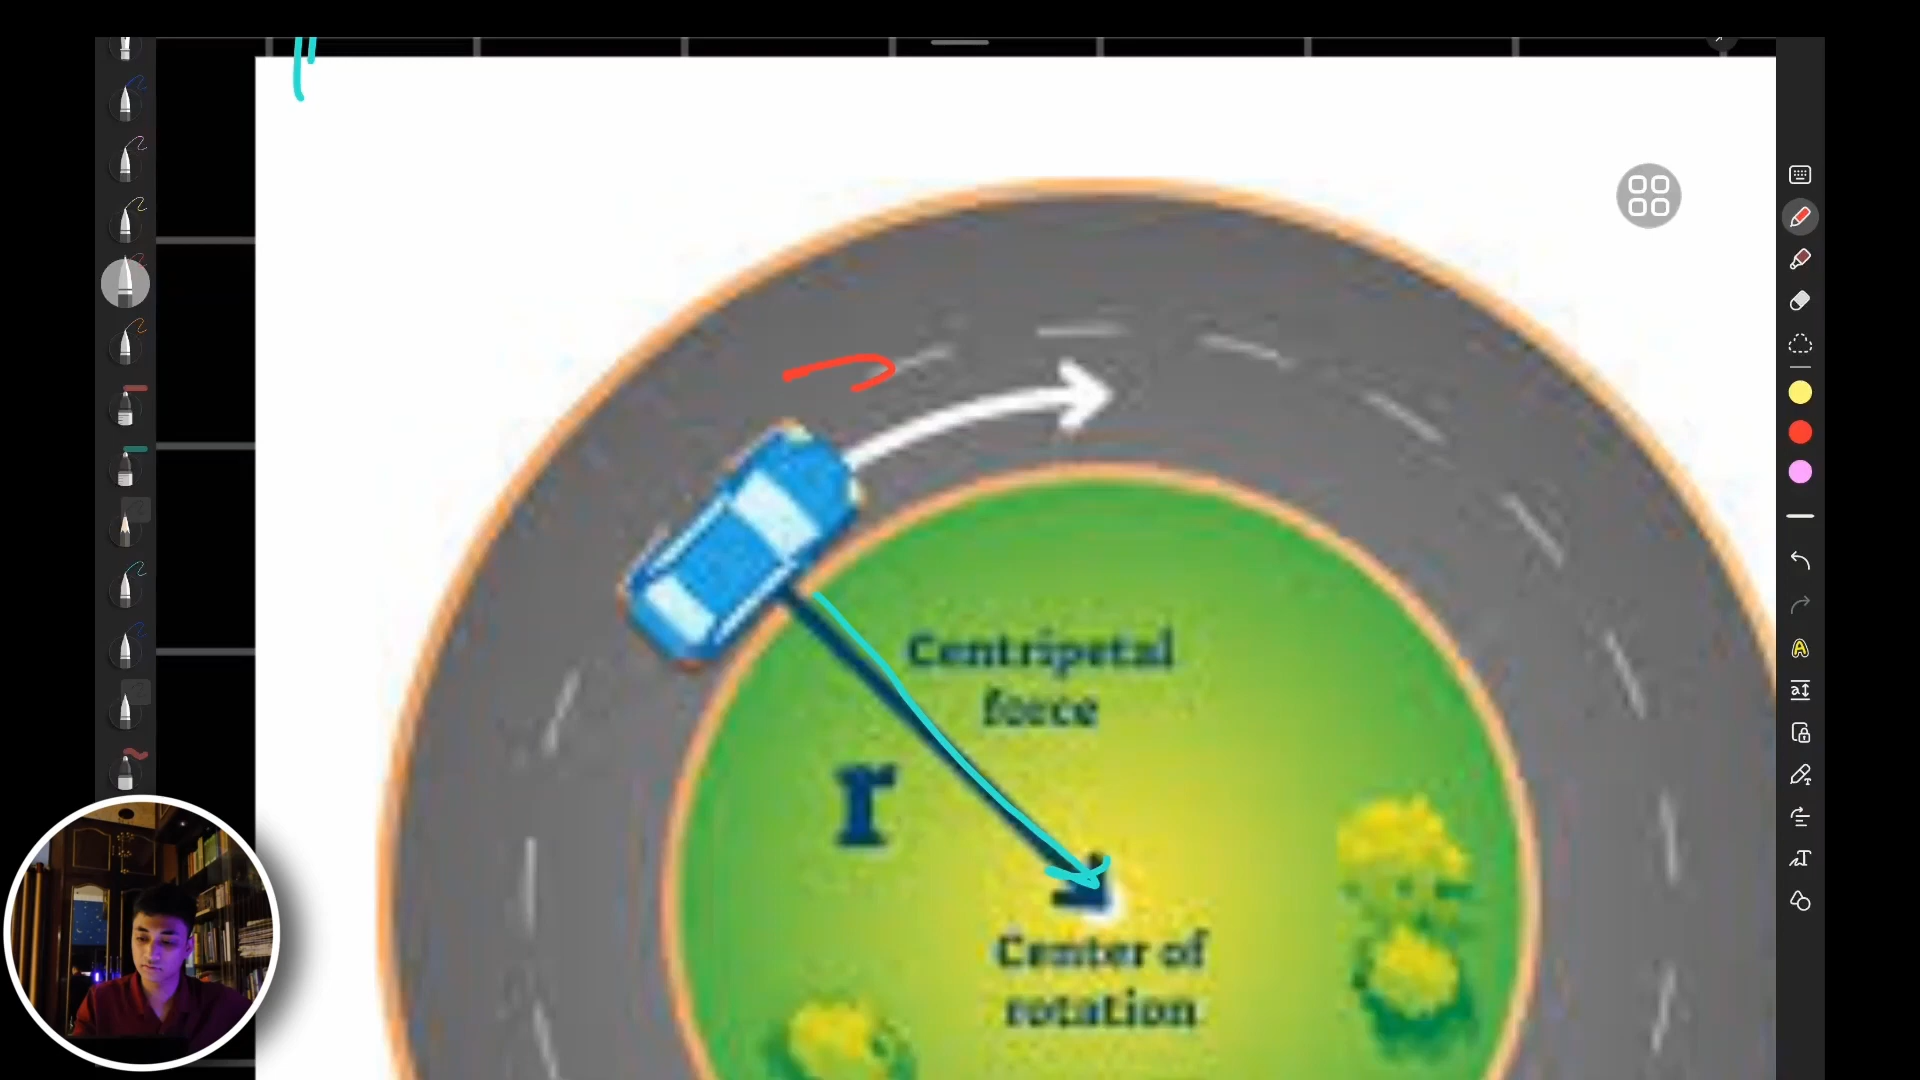 Centripetal
force
r
Center of
rotation